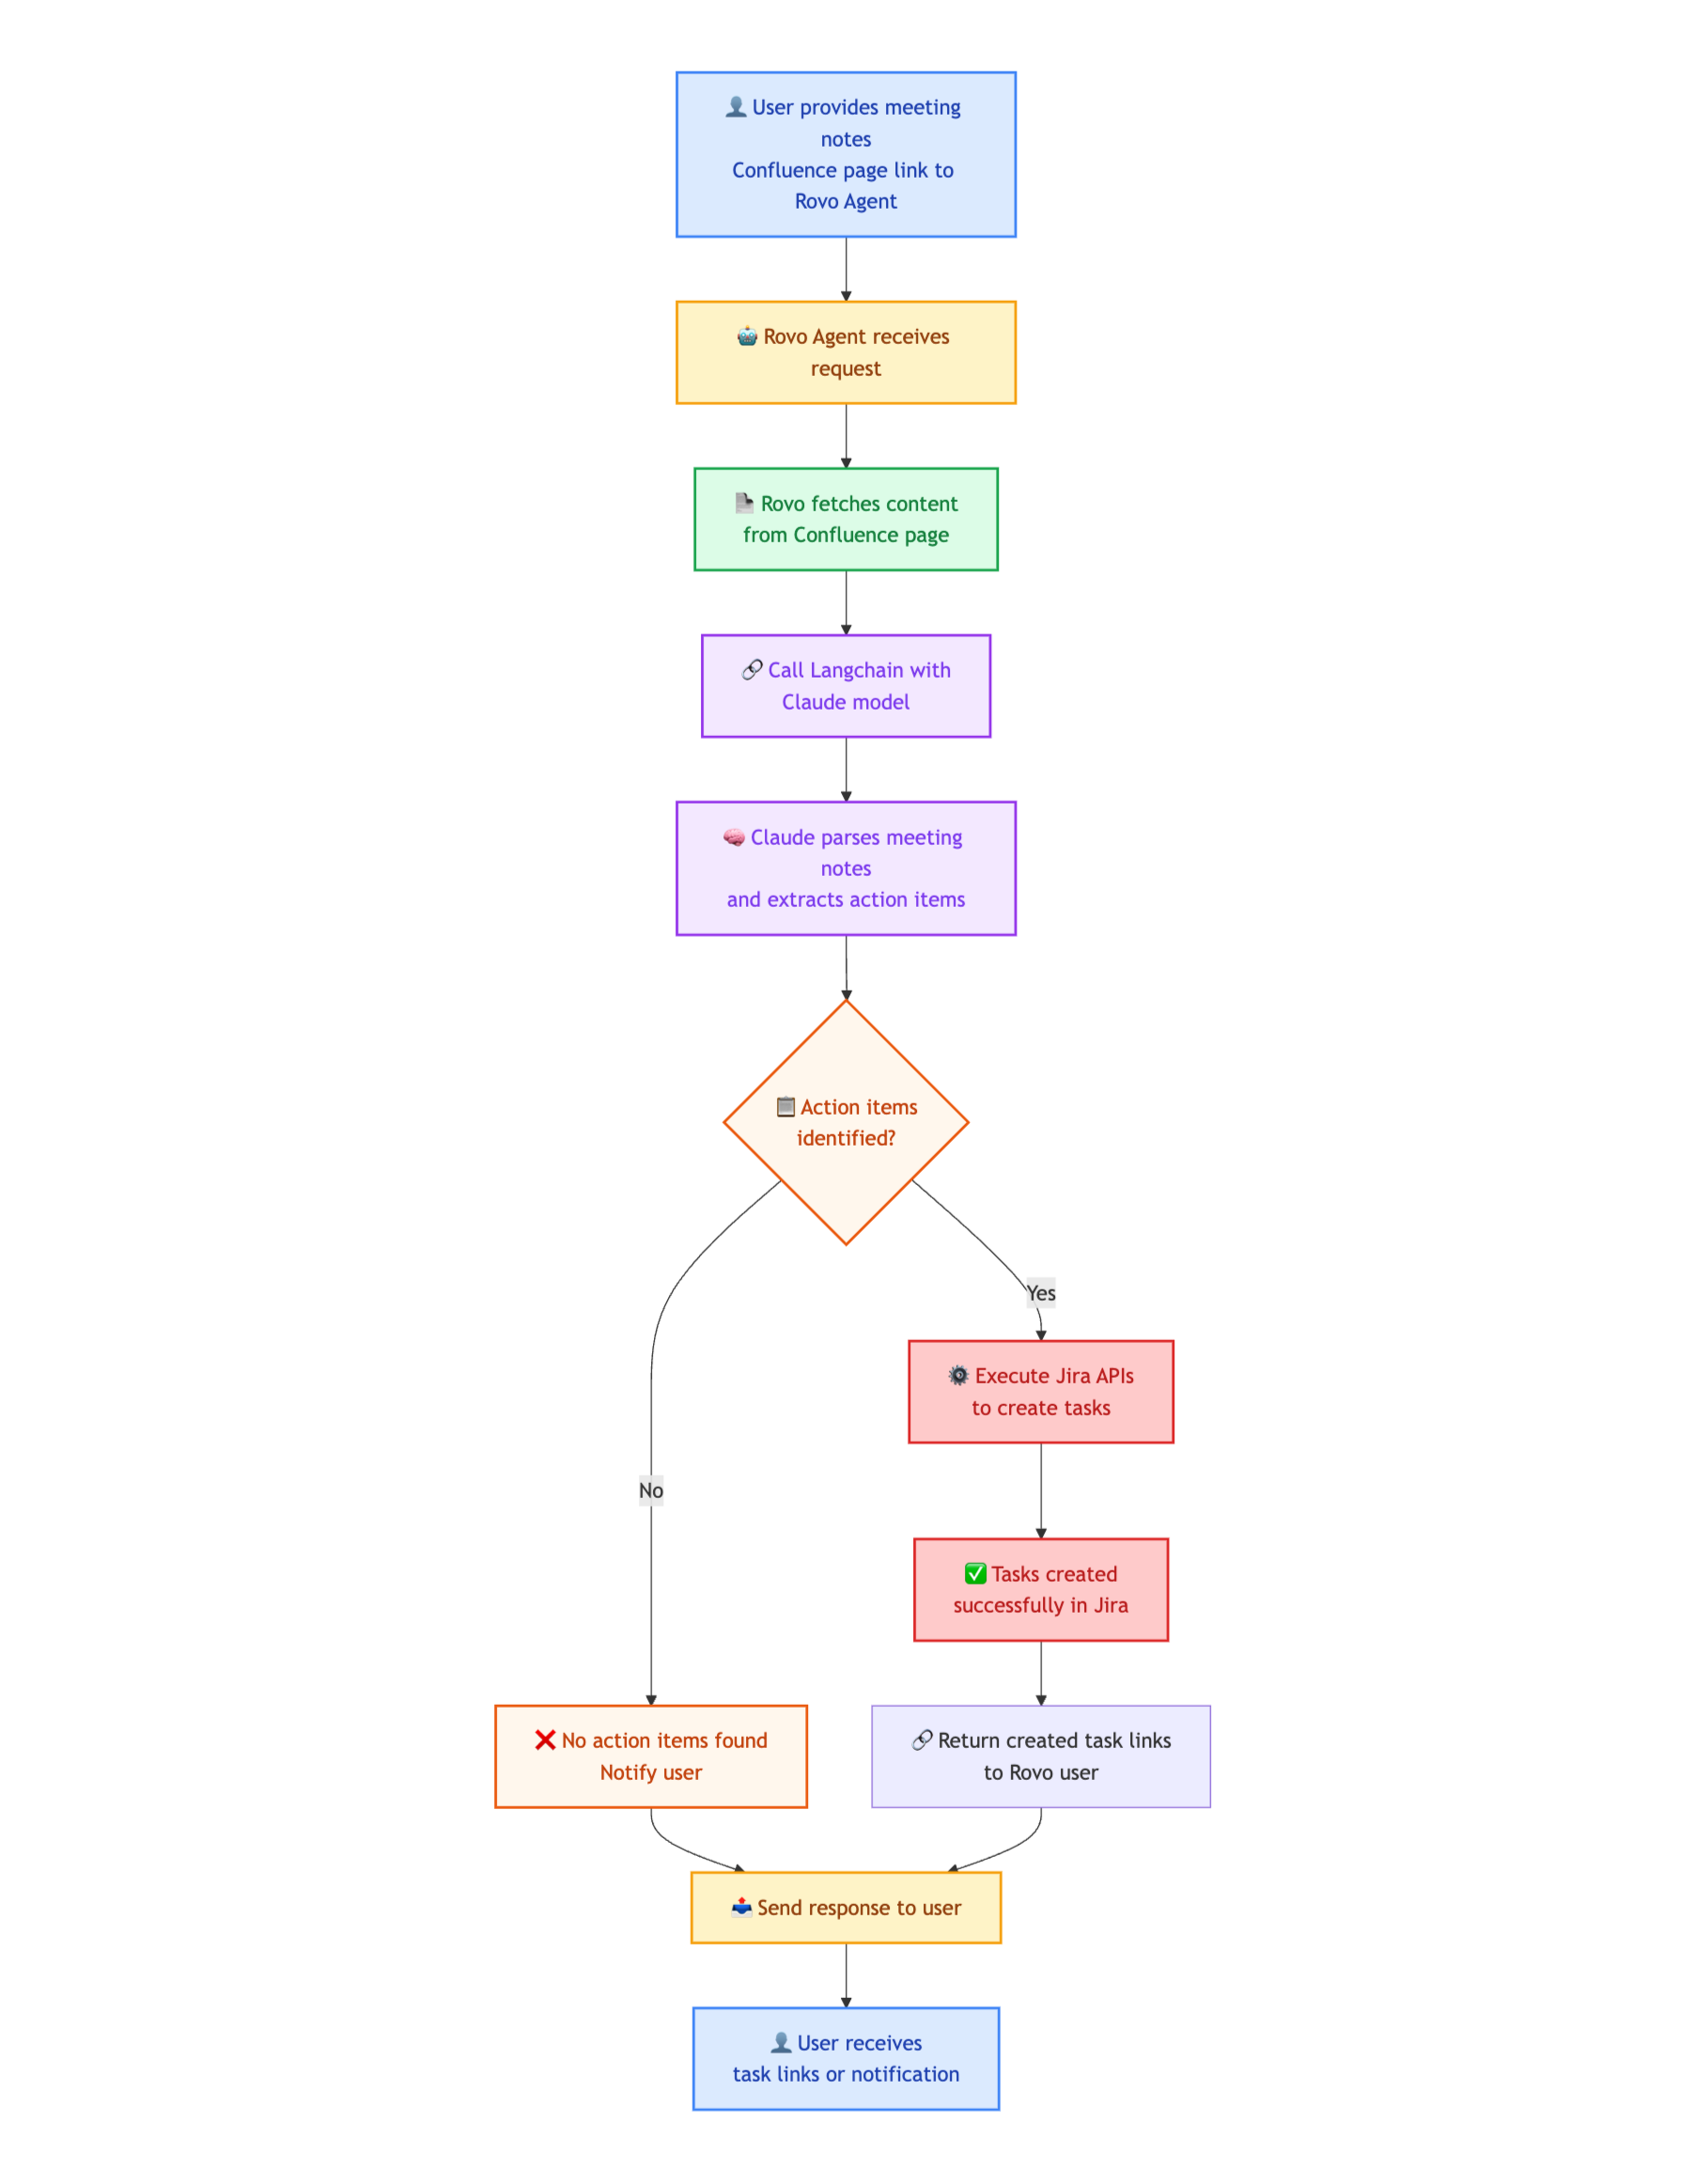 👤 User provides meeting
notes
Confluence page link to
Rovo Agent
🤖 Rovo Agent receives
request
📄 Rovo fetches content
from Confluence page
🔗 Call Langchain with
Claude model
🧠 Claude parses meeting
notes
and extracts action items
📋 Action items
identified?
Yes
⚙️ Execute Jira APIs
to create tasks
No
✅ Tasks created
successfully in Jira
❌ No action items found
Notify user
🔗 Return created task links
to Rovo user
📤 Send response to user
👤 User receives
task links or notification